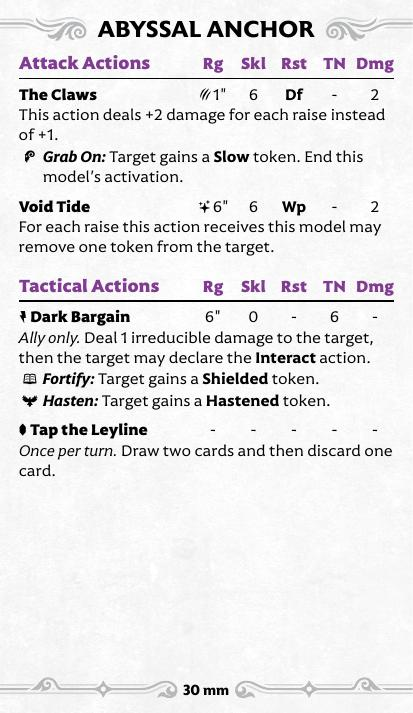 ABYSSAL ANCHOR
Attack Actions Rg Skl Rst TN Dmg
The Claws 1" 6 Df - 2
This action deals +2 damage for each raise instead
of +1.
Grab On: Target gains a Slow token. End this
model's activation.
Void Tide 6" 6 Wp - 2
For each raise this action receives this model may
remove one token from the target.
Tactical Actions Rg Skl Rst TN Dmg
Dark Bargain 6" 0 - 6 -
Ally only. Deal 1 irreducible damage to the target,
then the target may declare the Interact action.
Fortify: Target gains a Shielded token.
Hasten: Target gains a Hastened token.
Tap the Leyline - - - - -
Once per turn. Draw two cards and then discard one
card.
30 mm